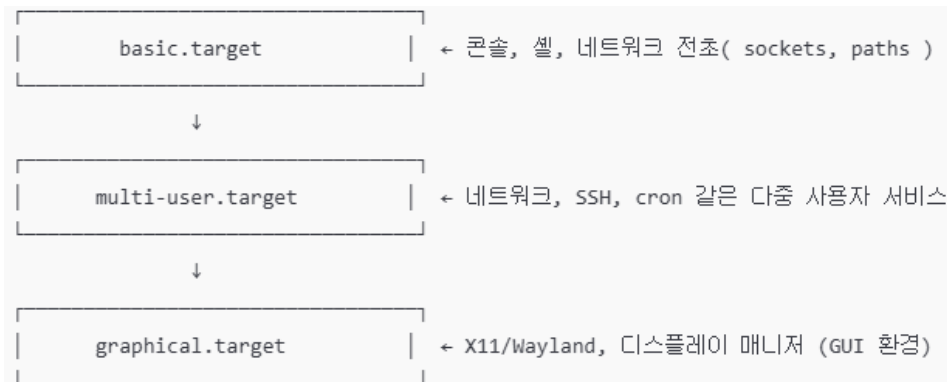 basic.target ← 콘솔, 셸, 네트워크 전초( sockets, paths )
↓
multi-user.target ← 네트워크, SSH, cron 같은 다중 사용자 서비스
↓
graphical.target ← X11/Wayland, 디스플레이 매니저 (GUI 환경)